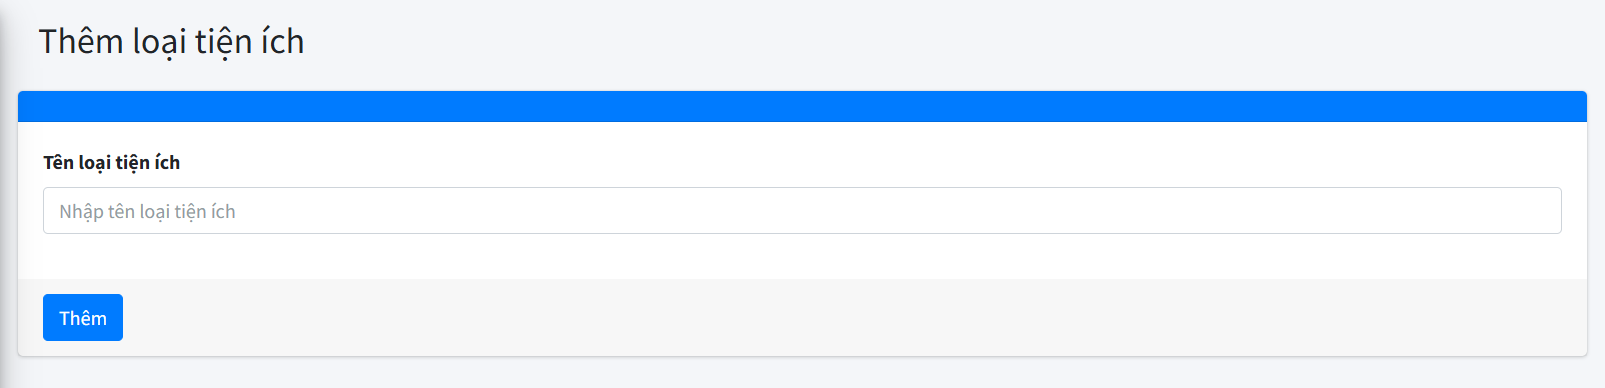 Thêm loại tiện ích
Tên loại tiện ích
Nhập tên loại tiện ích
Thêm